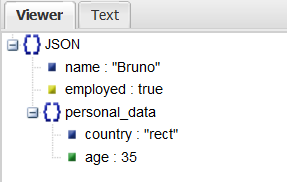 Viewer Text
JSON
name : "Bruno"
employed : true
personal_data
country : "rect"
age : 35